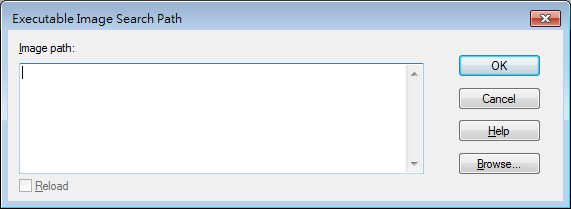 Executable Image Search Path
Image path:
OK
Cancel
Help
Browse...
Reload